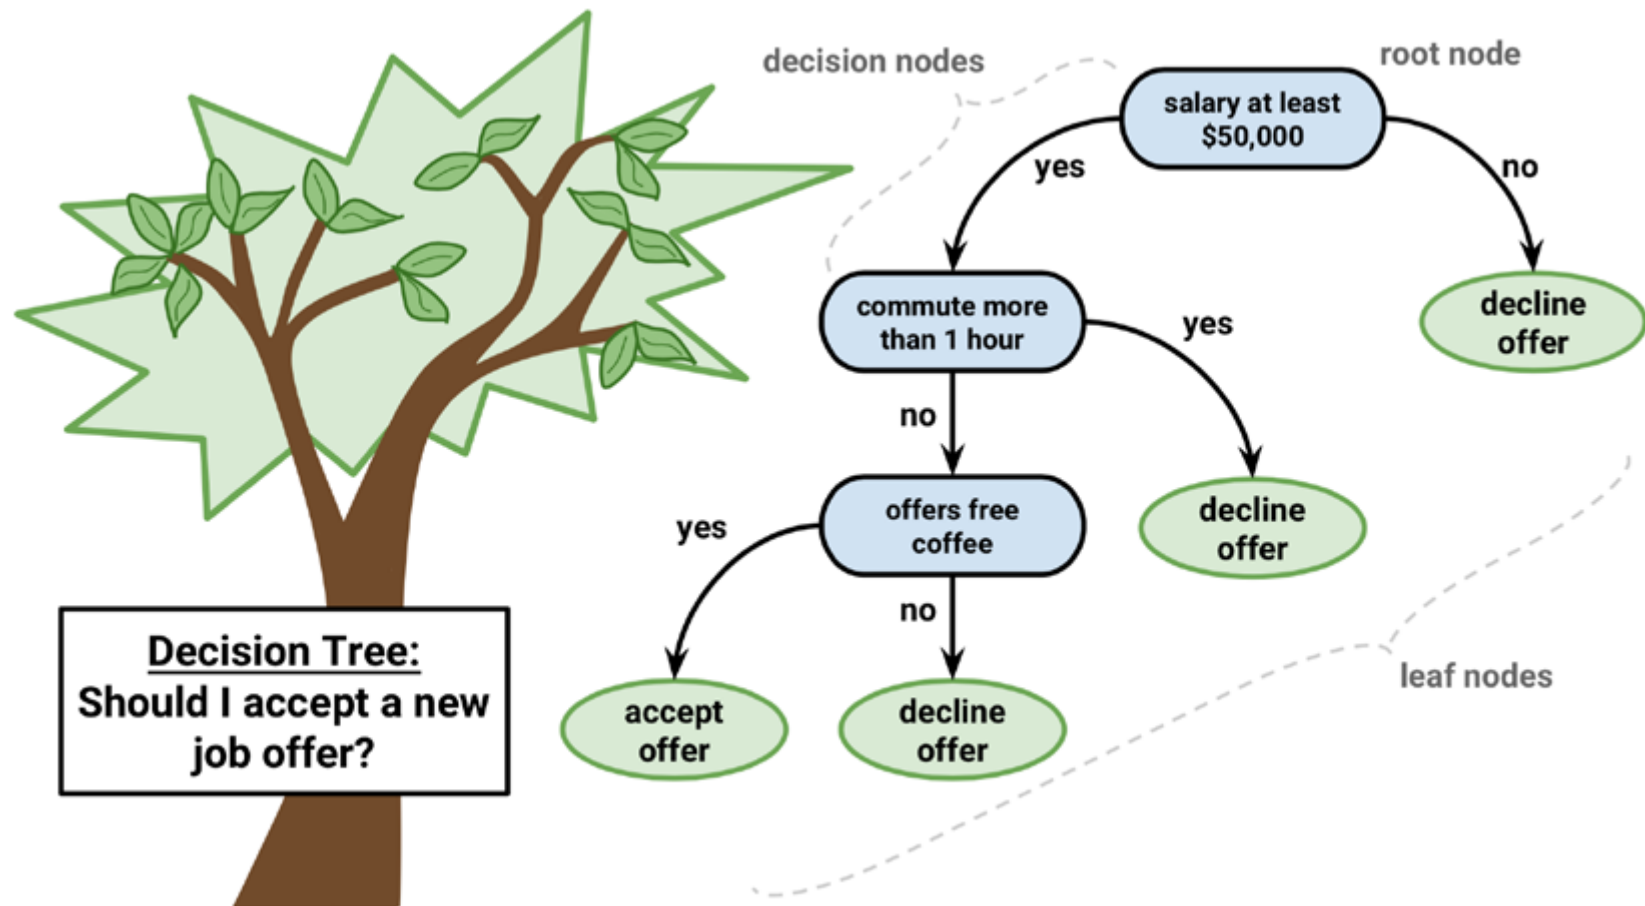 decision nodes
root node
salary at least
$50,000
yes
no
commute more
than 1 hour
decline
offer
yes
no
offers free
coffee
decline
offer
yes
no
leaf nodes
accept
offer
decline
offer
Decision Tree:
Should I accept a new
job offer?